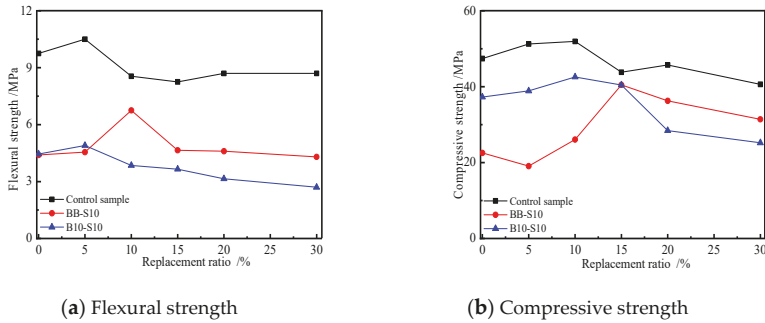 12
9
6
3
0
Flexural strength /MPa
Control sample
BB-S10
B10-S10
0 5 10 15 20 25 30
Replacement ratio /%
(a) Flexural strength
60
40
20
0
Compressive strength /MPa
Control sample
BB-S10
B10-S10
0 5 10 15 20 25 30
Replacement ratio /%
(b) Compressive strength